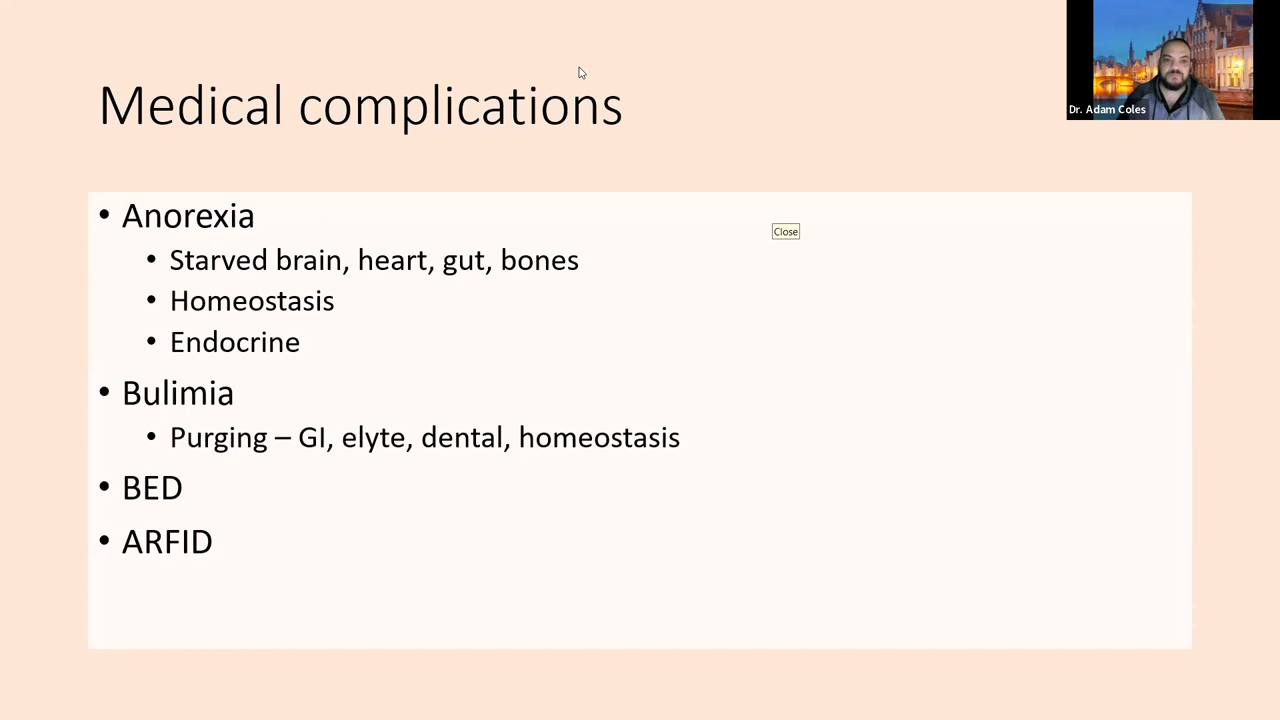 Medical complications
Dr. Adam Coles
• Anorexia
Close
• Starved brain, heart, gut, bones
• Homeostasis
• Endocrine
• Bulimia
• Purging – GI, elyte, dental, homeostasis
• BED
• ARFID